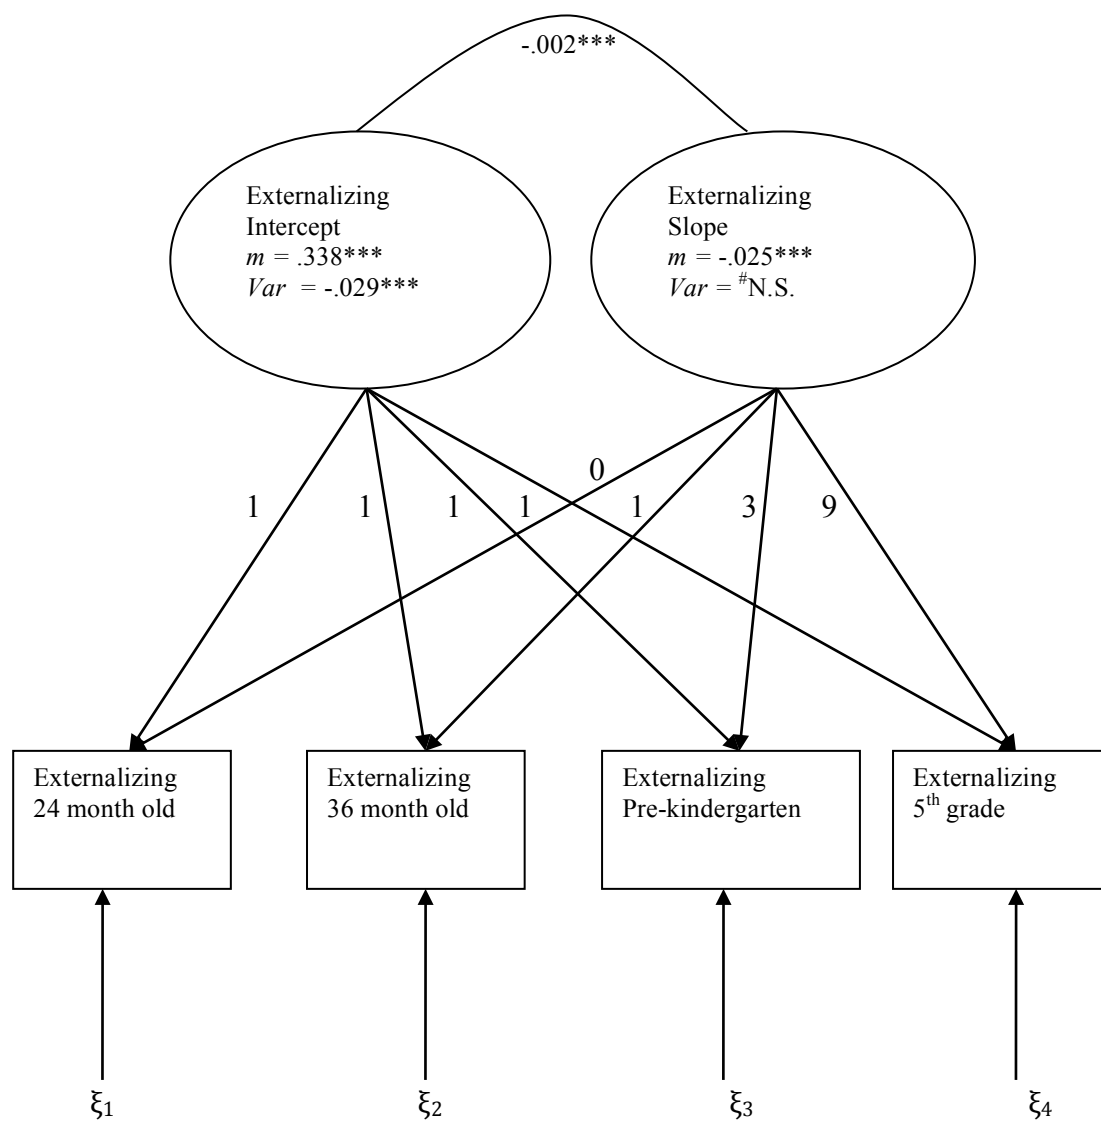 -.002***
Externalizing
Intercept
m = .338***
Var = -.029***
Externalizing
Slope
m = -.025***
Var = #N.S.
0
1 1 1 1 1 3 9
Externalizing
24 month old
Externalizing
36 month old
Externalizing
Pre-kindergarten
Externalizing
5th grade
ξ1 ξ2 ξ3 ξ4